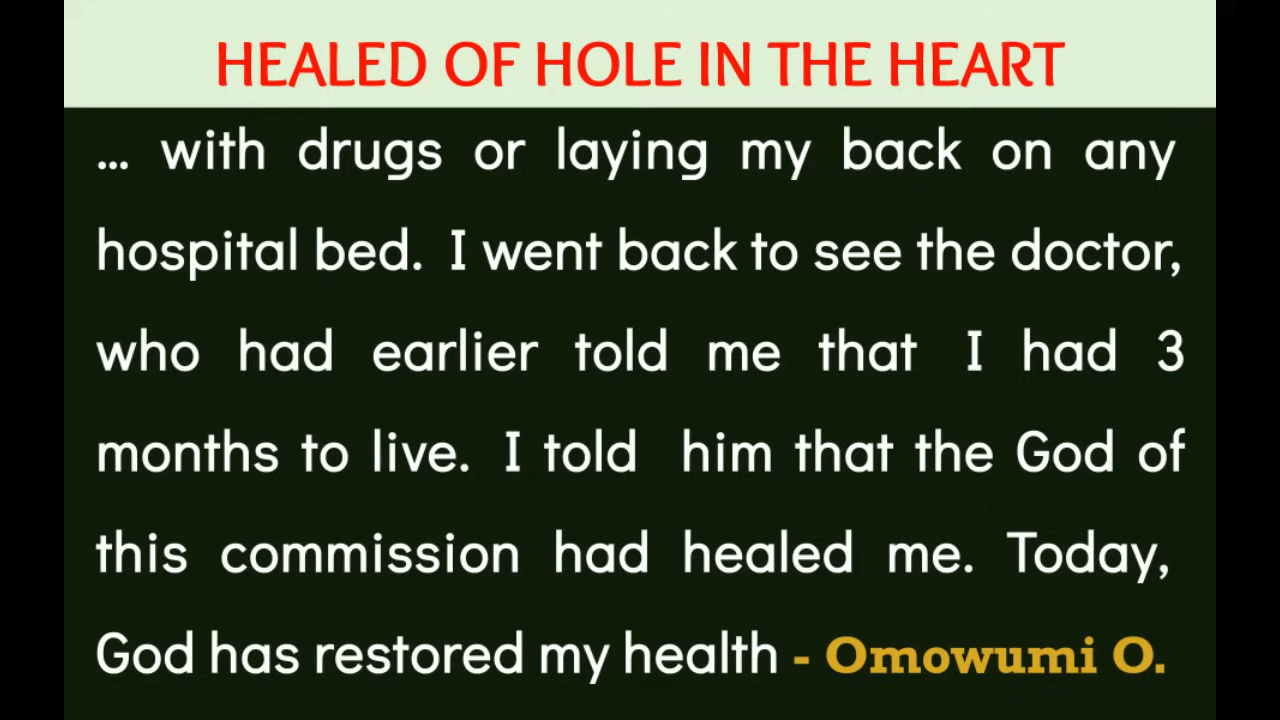 HEALED OF HOLE IN THE HEART
... with drugs or laying my back on any
hospital bed. I went back to see the doctor,
who had earlier told me that I had 3
months to live. I told him that the God of
this commission had healed me. Today,
God has restored my health - Omowumi O.